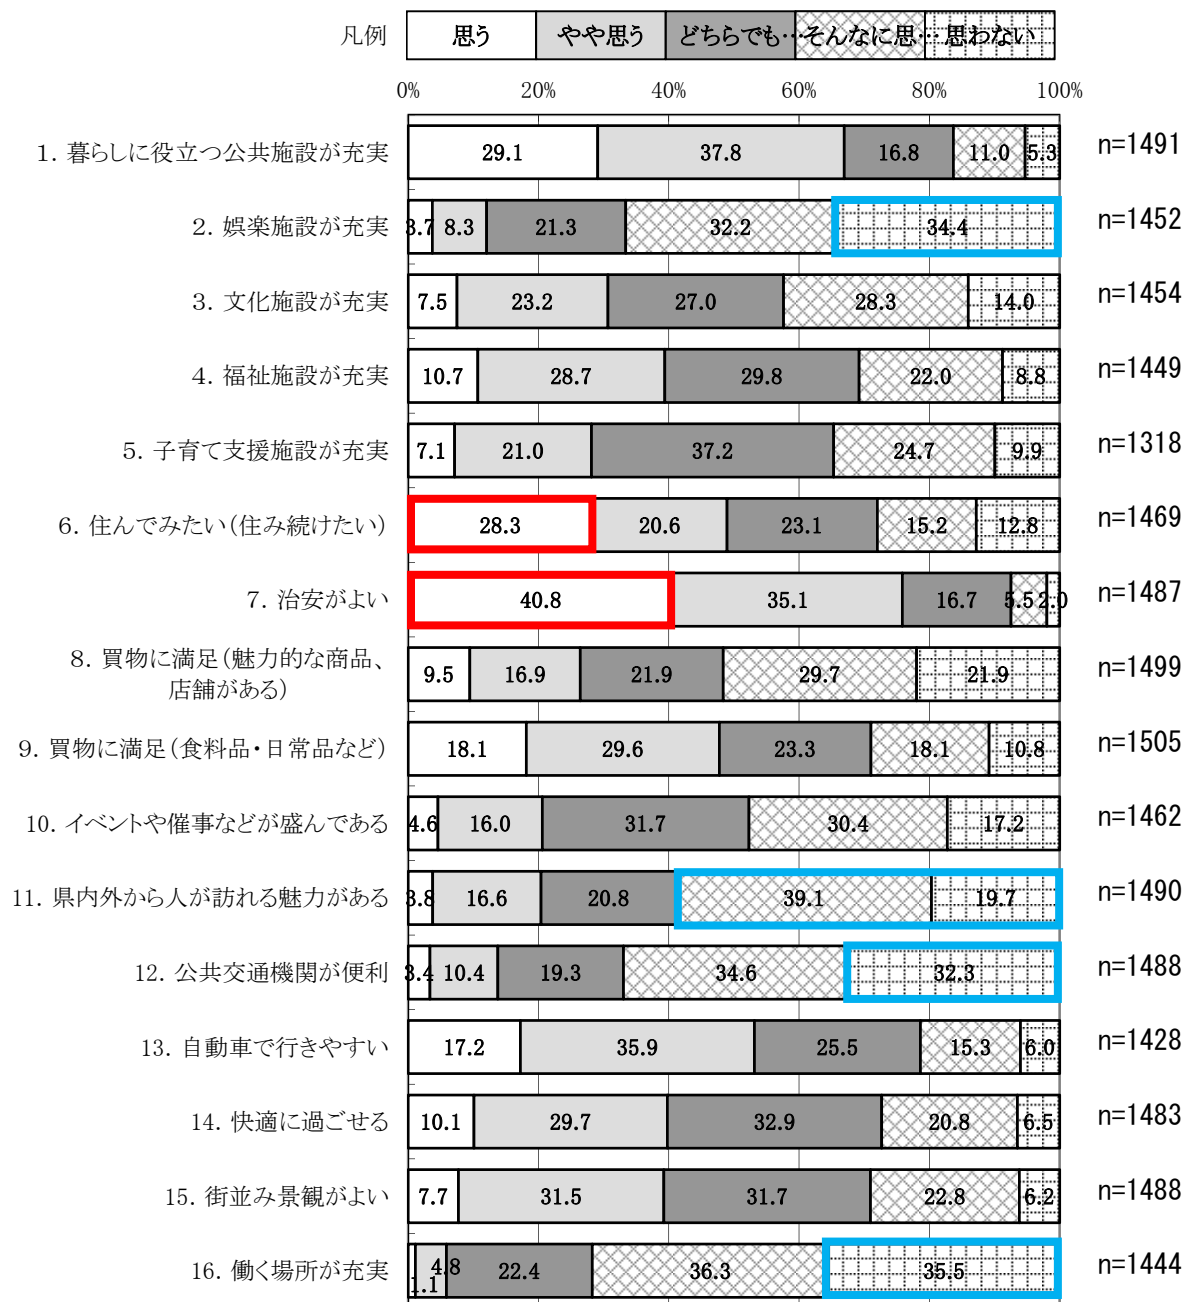 凡例 思う やや思う どちらでも… そんなに思… 思わない
0% 20% 40% 60% 80% 100%
1. 暮らしに役立つ公共施設が充実 29.1 37.8 16.8 11.0 5.3 n=1491
2. 娯楽施設が充実 3.7 8.3 21.3 32.2 34.4 n=1452
3. 文化施設が充実 7.5 23.2 27.0 28.3 14.0 n=1454
4. 福祉施設が充実 10.7 28.7 29.8 22.0 8.8 n=1449
5. 子育て支援施設が充実 7.1 21.0 37.2 24.7 9.9 n=1318
6. 住んでみたい(住み続けたい) 28.3 20.6 23.1 15.2 12.8 n=1469
7. 治安がよい 40.8 35.1 16.7 5.5 2.0 n=1487
8. 買物に満足(魅力的な商品、
店舗がある) 9.5 16.9 21.9 29.7 21.9 n=1499
9. 買物に満足(食料品・日常品など) 18.1 29.6 23.3 18.1 10.8 n=1505
10. イベントや催事などが盛んである 4.6 16.0 31.7 30.4 17.2 n=1462
11. 県内外から人が訪れる魅力がある 3.8 16.6 20.8 39.1 19.7 n=1490
12. 公共交通機関が便利 3.4 10.4 19.3 34.6 32.3 n=1488
13. 自動車で行きやすい 17.2 35.9 25.5 15.3 6.0 n=1428
14. 快適に過ごせる 10.1 29.7 32.9 20.8 6.5 n=1483
15. 街並み景観がよい 7.7 31.5 31.7 22.8 6.2 n=1488
16. 働く場所が充実 1.1 4.8 22.4 36.3 35.5 n=1444